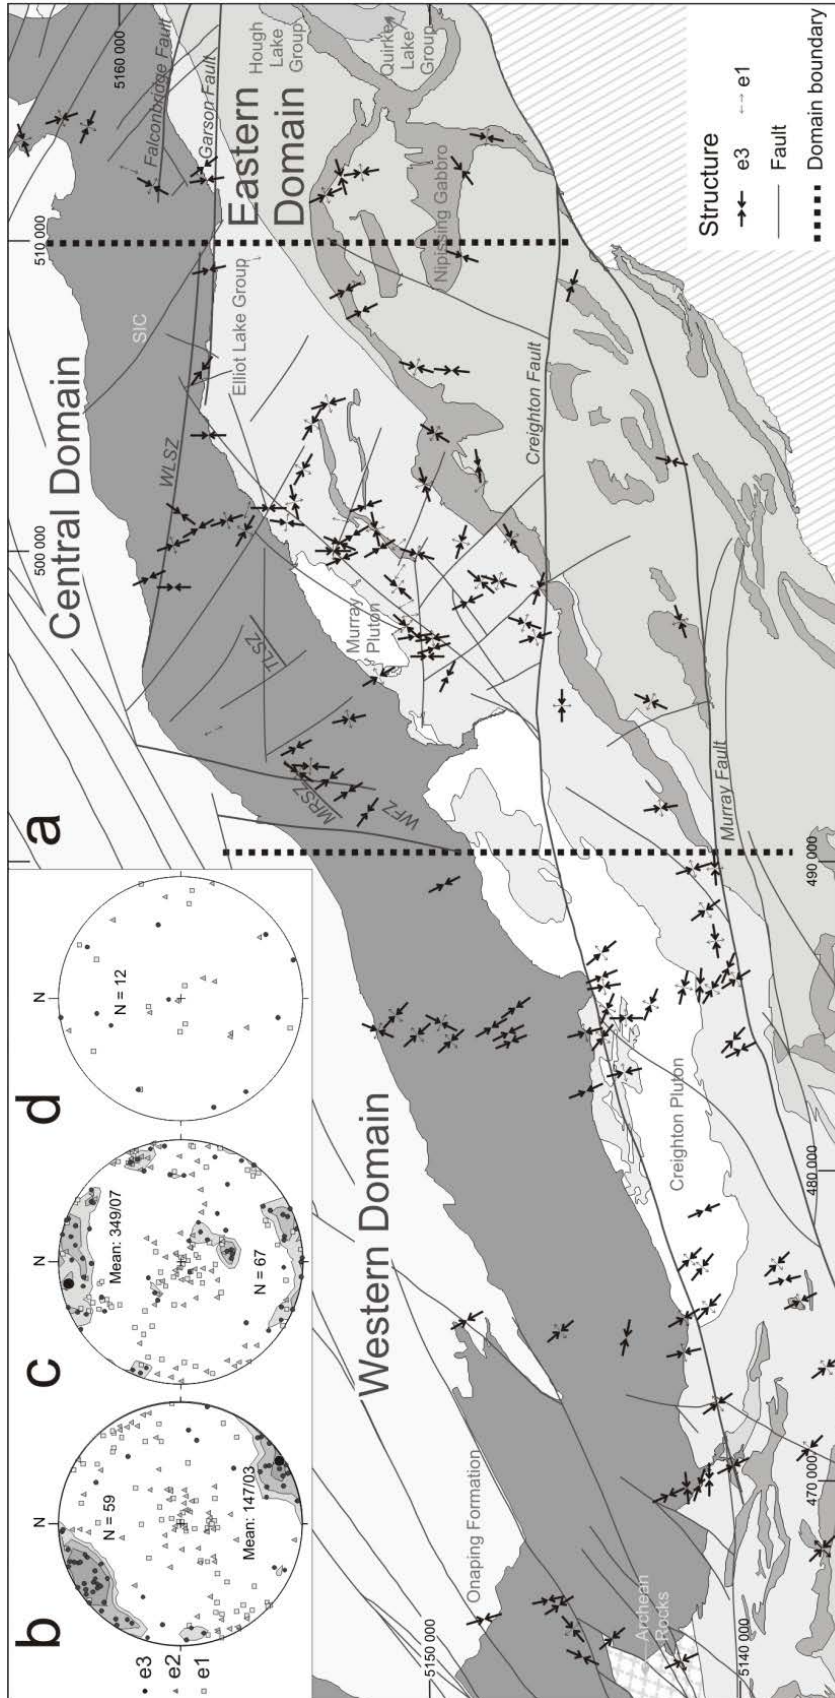 a
Central Domain
Western Domain
Eastern
Domain
Falconbridge Fault
Garson Fault
Hough
Lake
Group
Quirke
Lake
Group
SIC
WLSZ
Elliot Lake Group
Nipissing Gabbro
TLSZ
Murray
Pluton
MRSZ
WFZ
Creighton Fault
Murray Fault
Creighton Pluton
Onaping Formation
Archean
Rocks
5160 000
510 000
500 000
490 000
480 000
470 000
5150 000
5140 000
Structure
e3
e1
Fault
Domain boundary
b
N
N = 59
Mean: 147/03
e3
e2
e1
c
N
Mean: 349/07
N = 67
d
N
N = 12